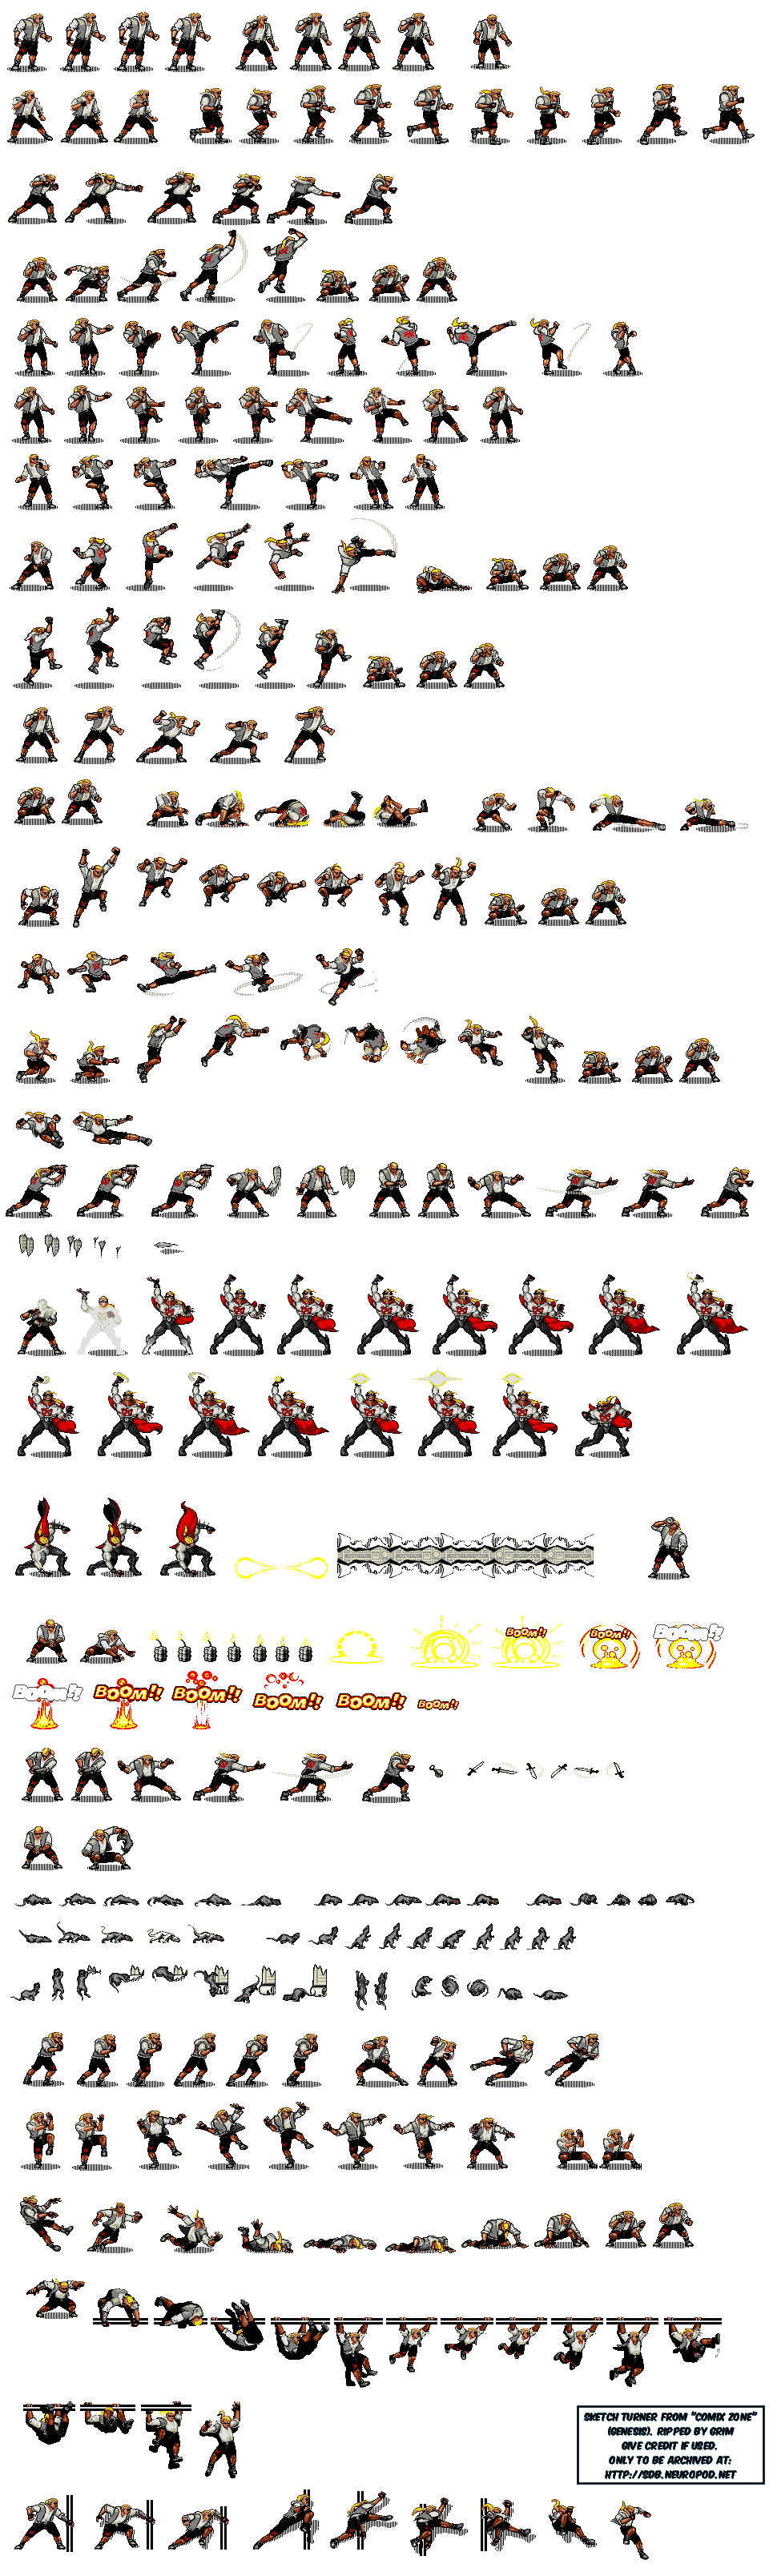 BOOM!!
BOOM!!
BOOM!!
BOOM!!
BOOM!!
BOOM!!
BOOM!!
BOOM!!
BOOM!!
SKETCH TURNER FROM "COMIX ZONE"
(GENESIS). RIPPED BY GRIM
GIVE CREDIT IF USED.
ONLY TO BE ARCHIVED AT:
HTTP://SDB.NEUROPOD.NET